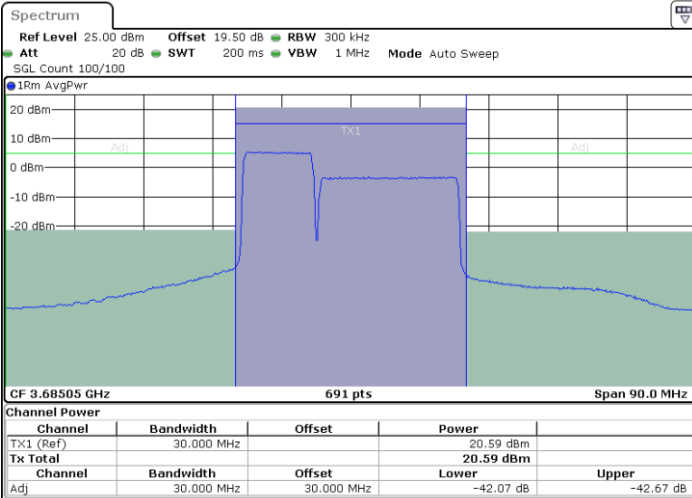 Spectrum
Ref Level 25.00 dBm Offset 19.50 dB RBW 300 kHz
Att 20 dB SWT 200 ms VBW 1 MHz Mode Auto Sweep
SGL Count 100/100
1Rm AvgPwr
20 dBm
TX1
10 dBm
Adj Adj
0 dBm
-10 dBm
-20 dBm
CF 3.68505 GHz 691 pts Span 90.0 MHz
Channel Power
Channel Bandwidth Offset Power
TX1 (Ref) 30.000 MHz 20.59 dBm
Tx Total 20.59 dBm
Channel Bandwidth Offset Lower Upper
Adj 30.000 MHz 30.000 MHz -42.07 dB -42.67 dB